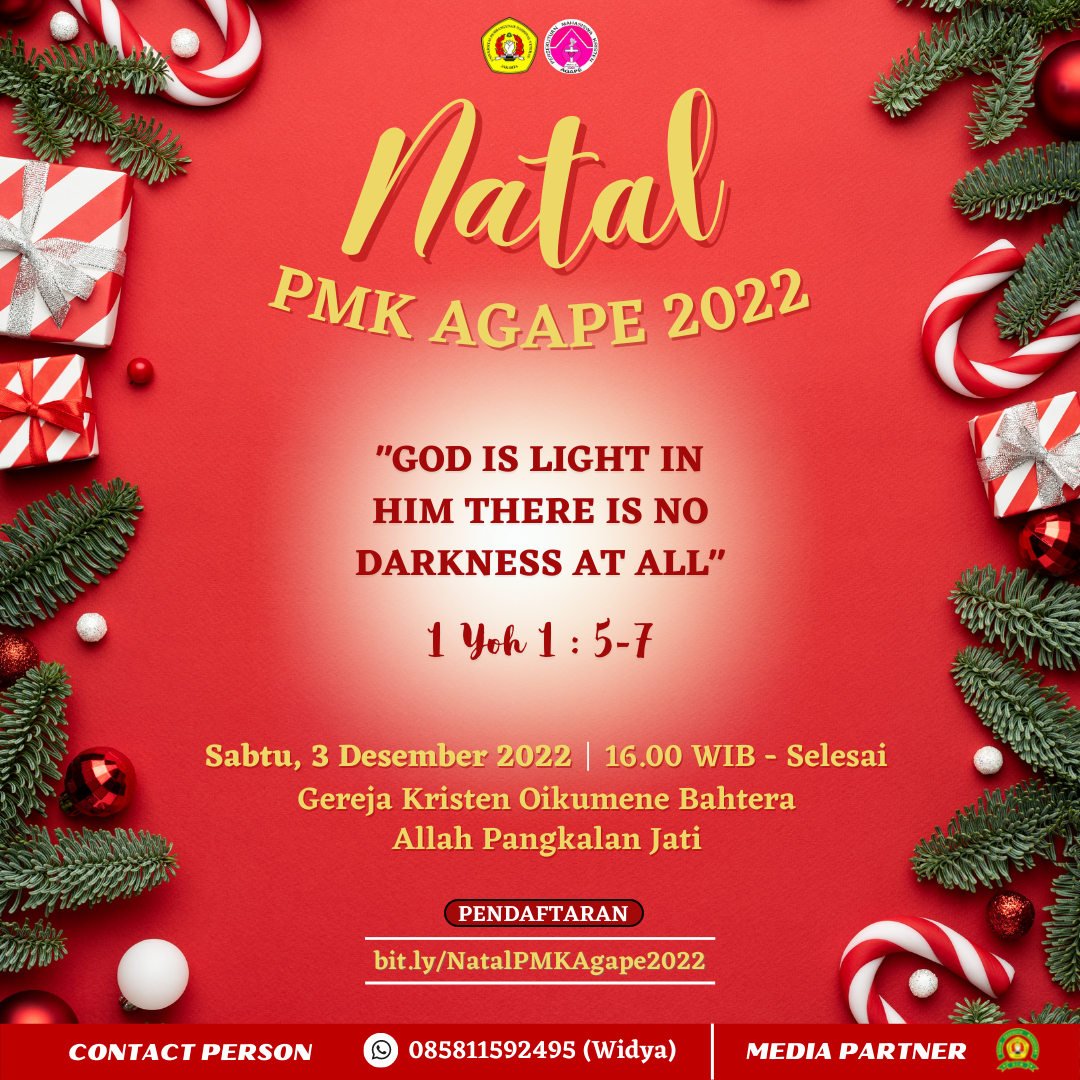 Natal
PMK AGAPE 2022
"GOD IS LIGHT IN
HIM THERE IS NO
DARKNESS AT ALL"
1 Yoh 1 : 5-7
Sabtu, 3 Desember 2022 | 16.00 WIB - Selesai
Gereja Kristen Oikumene Bahtera
Allah Pangkalan Jati
PENDAFTARAN
bit.ly/NatalPMKAgape2022
CONTACT PERSON
085811592495 (Widya)
MEDIA PARTNER